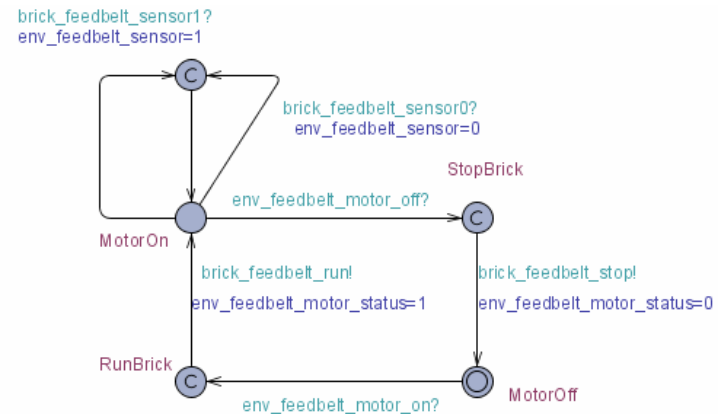 brick_feedbelt_sensor1?
env_feedbelt_sensor=1
C
brick_feedbelt_sensor0?
env_feedbelt_sensor=0
StopBrick
env_feedbelt_motor_off?
C
MotorOn
brick_feedbelt_run!
env_feedbelt_motor_status=1
brick_feedbelt_stop!
env_feedbelt_motor_status=0
RunBrick
C
MotorOff
env_feedbelt_motor_on?